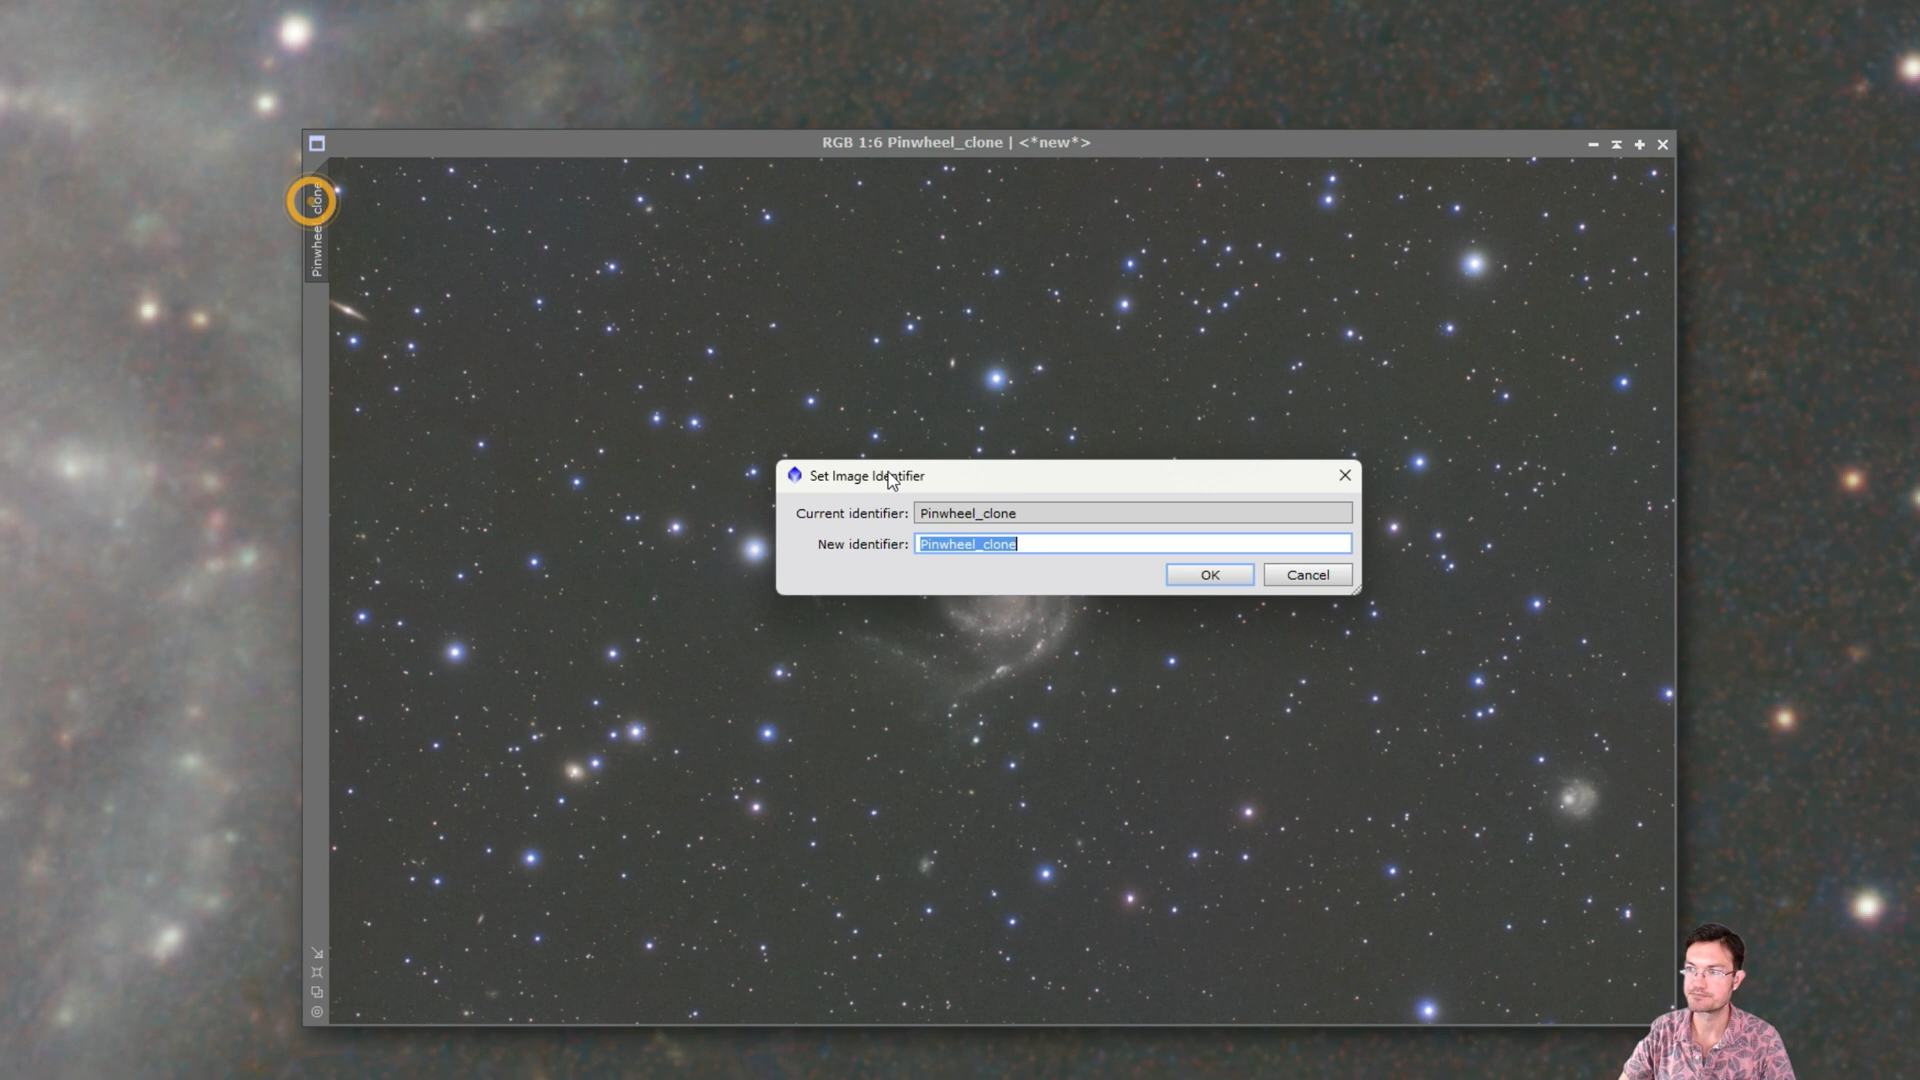 RGB 1:6 Pinwheel_clone | <*new*>
Pinwheel_clone
Set Image Identifier
Current identifier: Pinwheel_clone
New identifier: Pinwheel_clone
OK Cancel